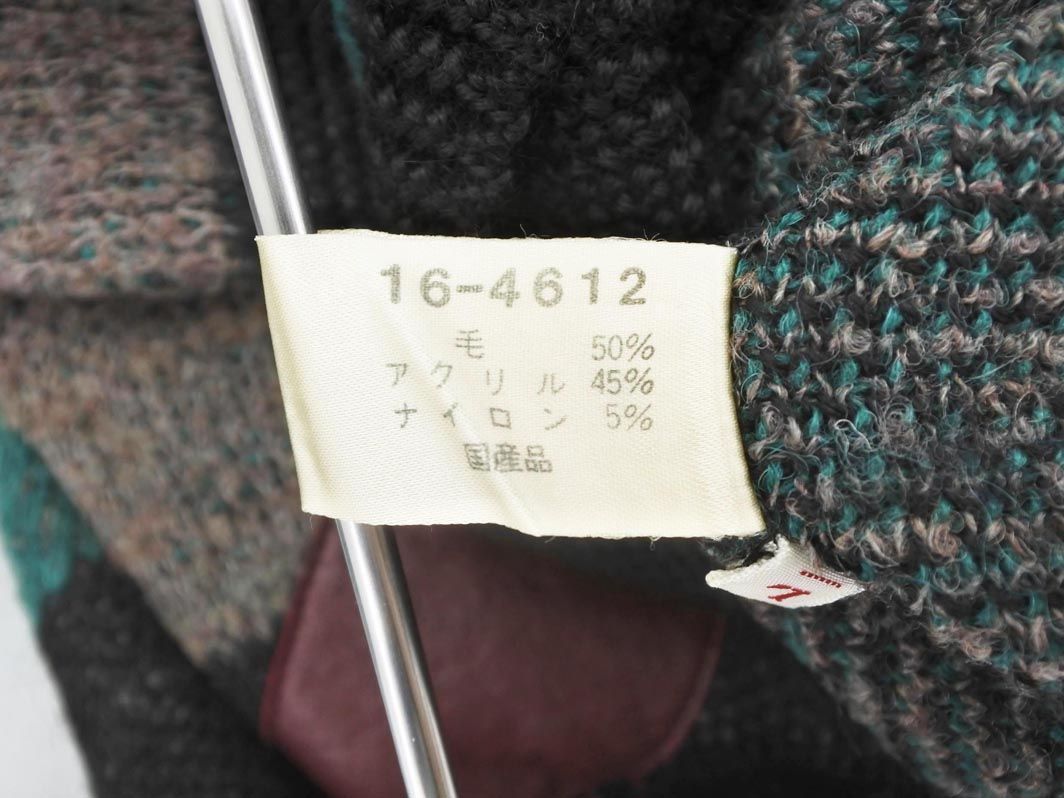 16-4612
毛 50%
アクリル 45%
ナイロン 5%
国産品